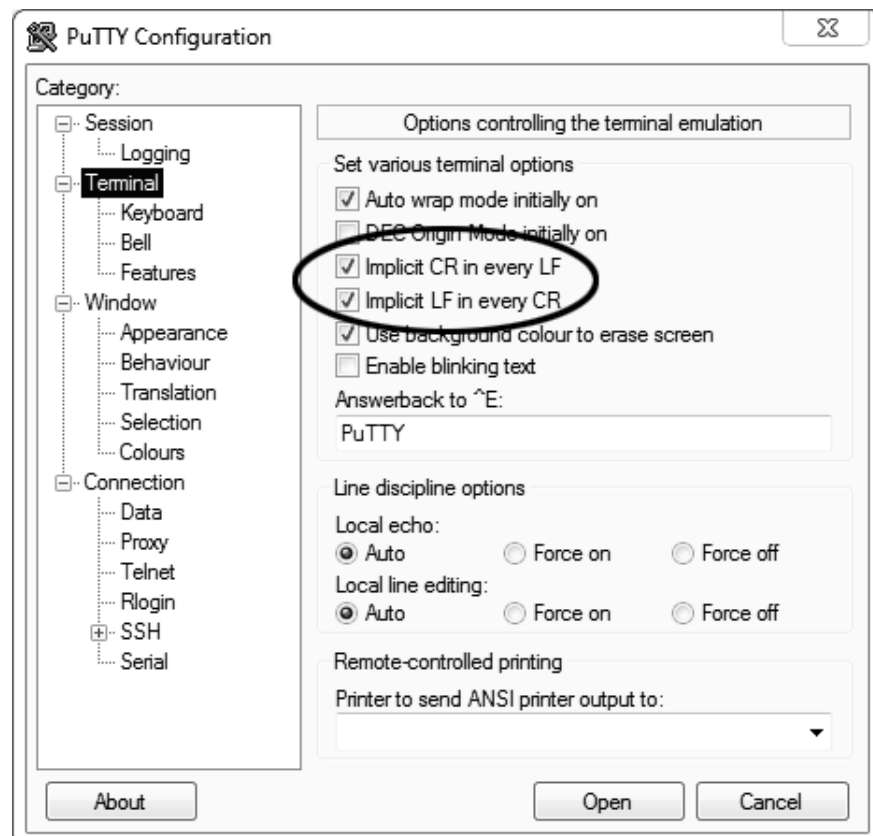 PuTTY Configuration
Category:
Session
Logging
Terminal
Keyboard
Bell
Features
Window
Appearance
Behaviour
Translation
Selection
Colours
Connection
Data
Proxy
Telnet
Rlogin
SSH
Serial
Options controlling the terminal emulation
Set various terminal options
Auto wrap mode initially on
DEC Origin Mode initially on
Implicit CR in every LF
Implicit LF in every CR
Use background colour to erase screen
Enable blinking text
Answerback to ^E:
PuTTY
Line discipline options
Local echo:
Auto Force on Force off
Local line editing:
Auto Force on Force off
Remote-controlled printing
Printer to send ANSI printer output to:
About Open Cancel